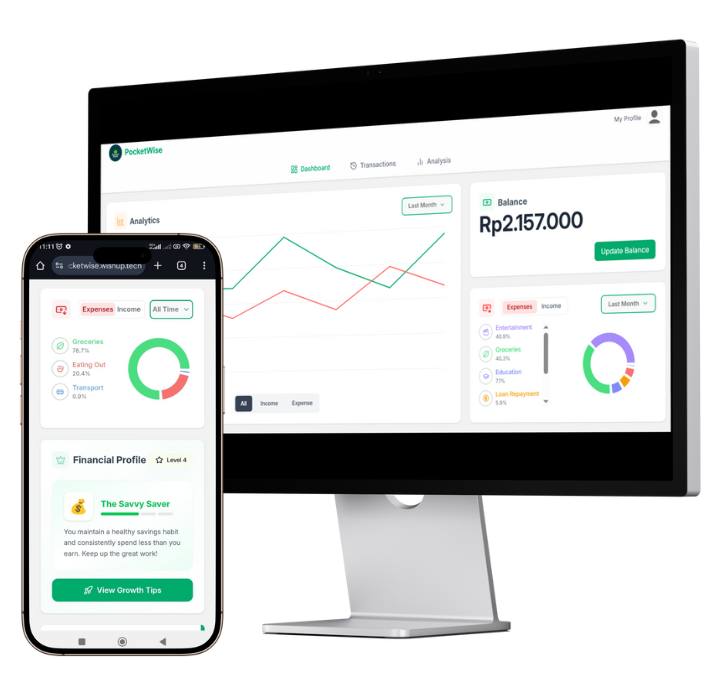 PocketWise
My Profile
Dashboard
Transactions
Analysis
Analytics
Last Month
All
Income
Expense
Balance
Rp2.157.000
Update Balance
Expenses
Income
Last Month
Entertainment
40.9%
Groceries
40.3%
Education
7.1%
Loan Repayment
5.9%
11:11
4
cketwise.wisnup.tech
Expenses
Income
All Time
Groceries
78.7%
Eating Out
20.4%
Transport
0.9%
Financial Profile
Level 4
The Savvy Saver
You maintain a healthy savings habit
and consistently spend less than you
earn. Keep up the great work!
View Growth Tips